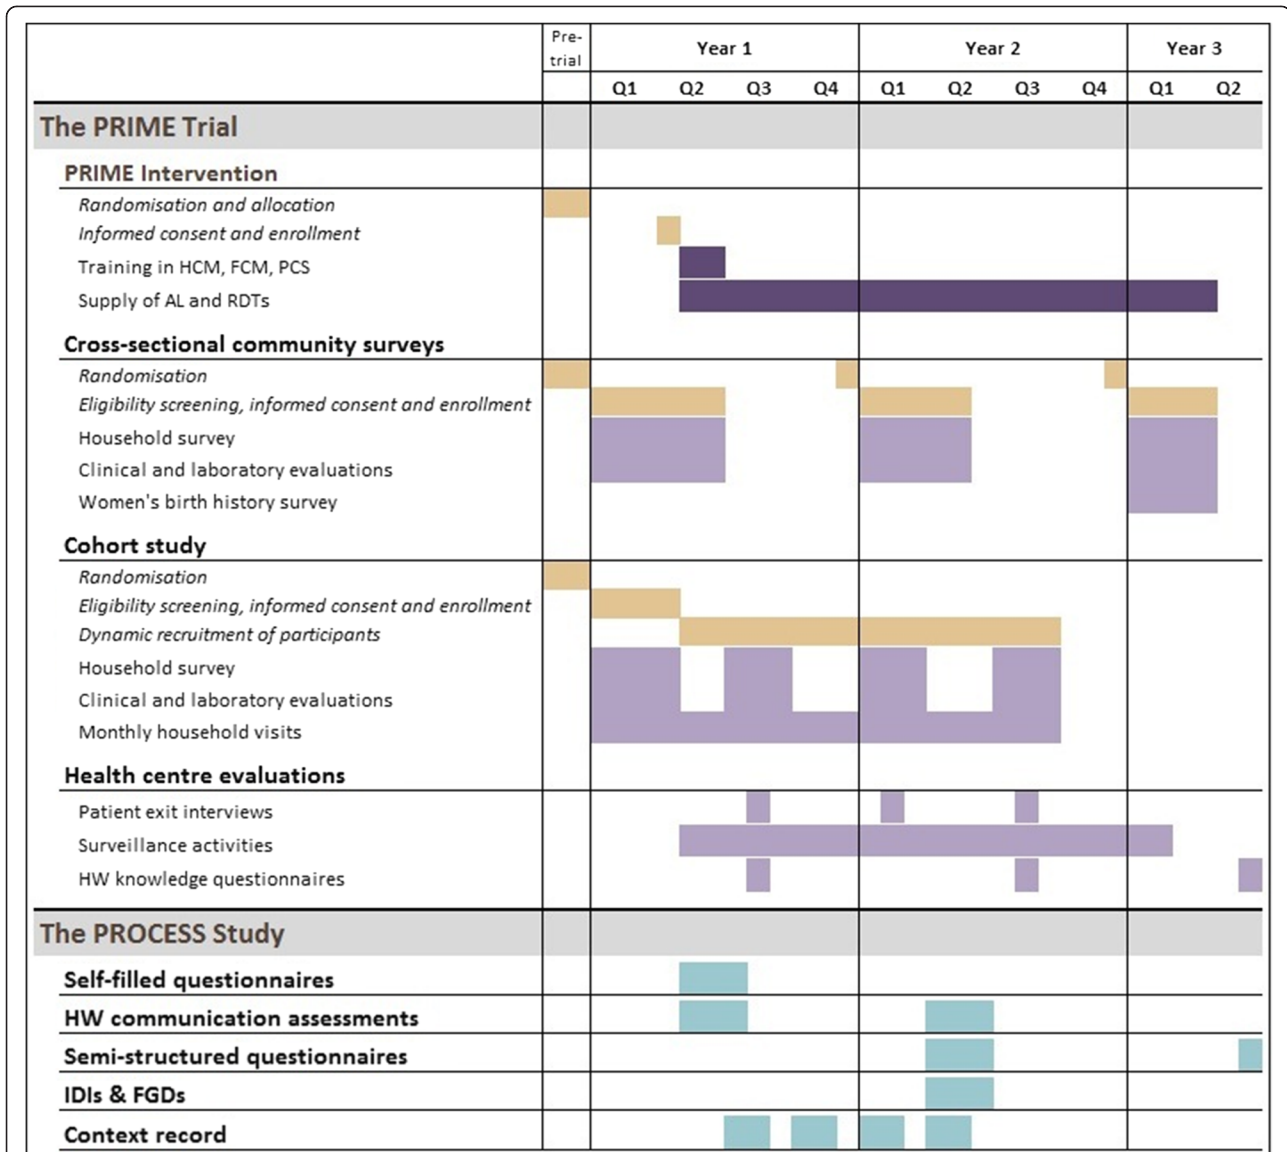 Pre-
trial
Year 1
Year 2
Year 3
Q1 Q2 Q3 Q4 Q1 Q2 Q3 Q4 Q1 Q2
The PRIME Trial
PRIME Intervention
Randomisation and allocation
Informed consent and enrollment
Training in HCM, FCM, PCS
Supply of AL and RDTs
Cross-sectional community surveys
Randomisation
Eligibility screening, informed consent and enrollment
Household survey
Clinical and laboratory evaluations
Women's birth history survey
Cohort study
Randomisation
Eligibility screening, informed consent and enrollment
Dynamic recruitment of participants
Household survey
Clinical and laboratory evaluations
Monthly household visits
Health centre evaluations
Patient exit interviews
Surveillance activities
HW knowledge questionnaires
The PROCESS Study
Self-filled questionnaires
HW communication assessments
Semi-structured questionnaires
IDIs & FGDs
Context record